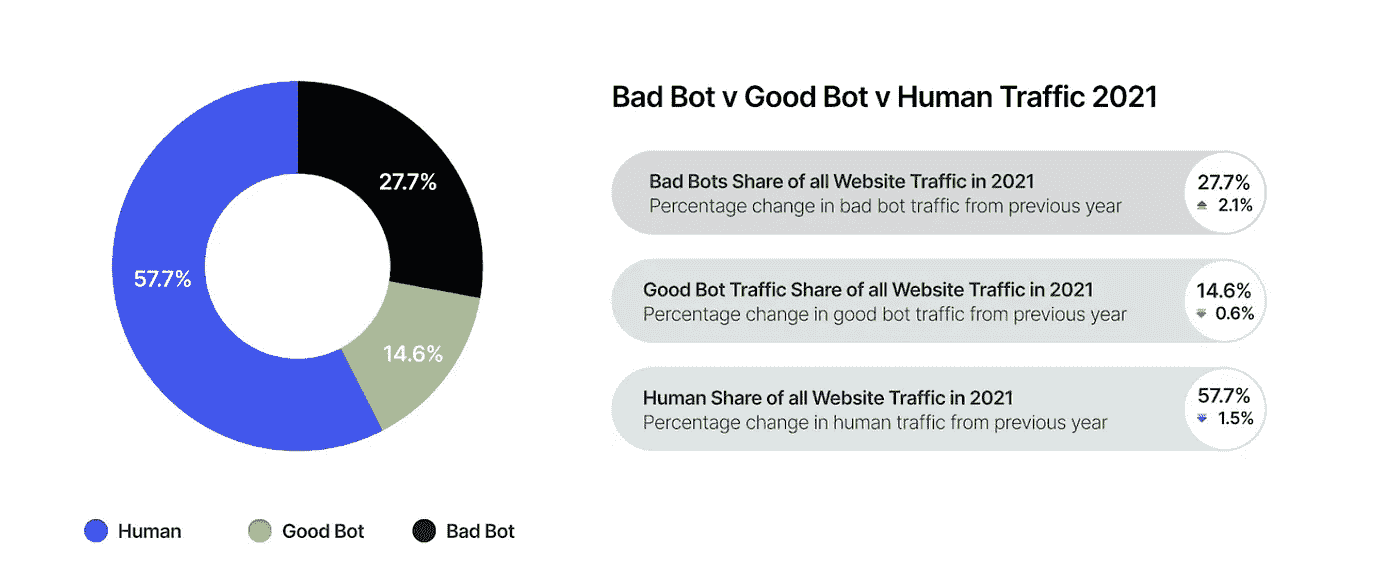 27.7%
57.7%
14.6%
Human
Good Bot
Bad Bot
Bad Bot v Good Bot v Human Traffic 2021
Bad Bots Share of all Website Traffic in 2021
Percentage change in bad bot traffic from previous year
27.7%
2.1%
Good Bot Traffic Share of all Website Traffic in 2021
Percentage change in good bot traffic from previous year
14.6%
0.6%
Human Share of all Website Traffic in 2021
Percentage change in human traffic from previous year
57.7%
1.5%